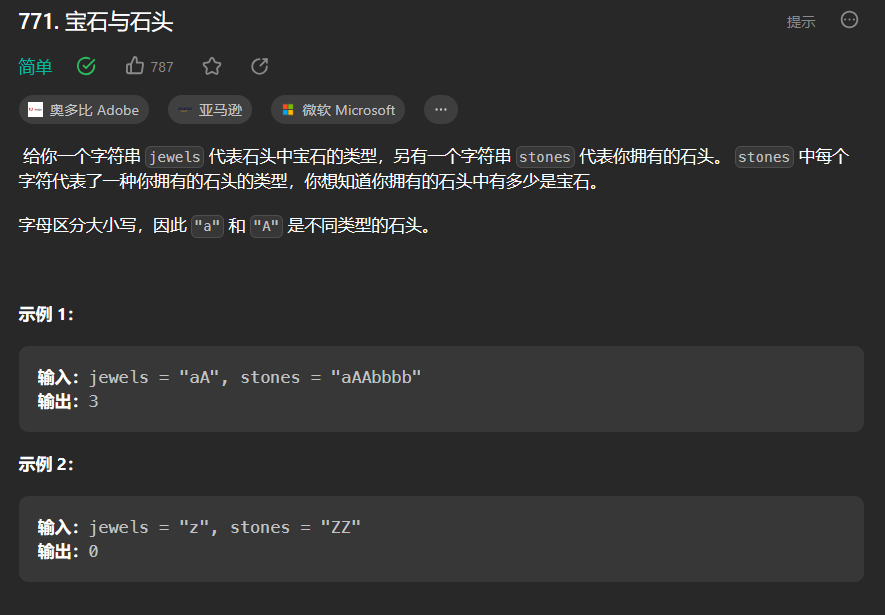 771. 宝石与石头 提示
简单 787
奥多比 Adobe 亚马逊 微软 Microsoft ...
给你一个字符串 jewels 代表石头中宝石的类型，另有一个字符串 stones 代表你拥有的石头。 stones 中每个
字符代表了一种你拥有的石头的类型，你想知道你拥有的石头中有多少是宝石。
字母区分大小写，因此 "a" 和 "A" 是不同类型的石头。
示例 1：
输入：jewels = "aA", stones = "aAAbbbb"
输出：3
示例 2：
输入：jewels = "z", stones = "ZZ"
输出：0